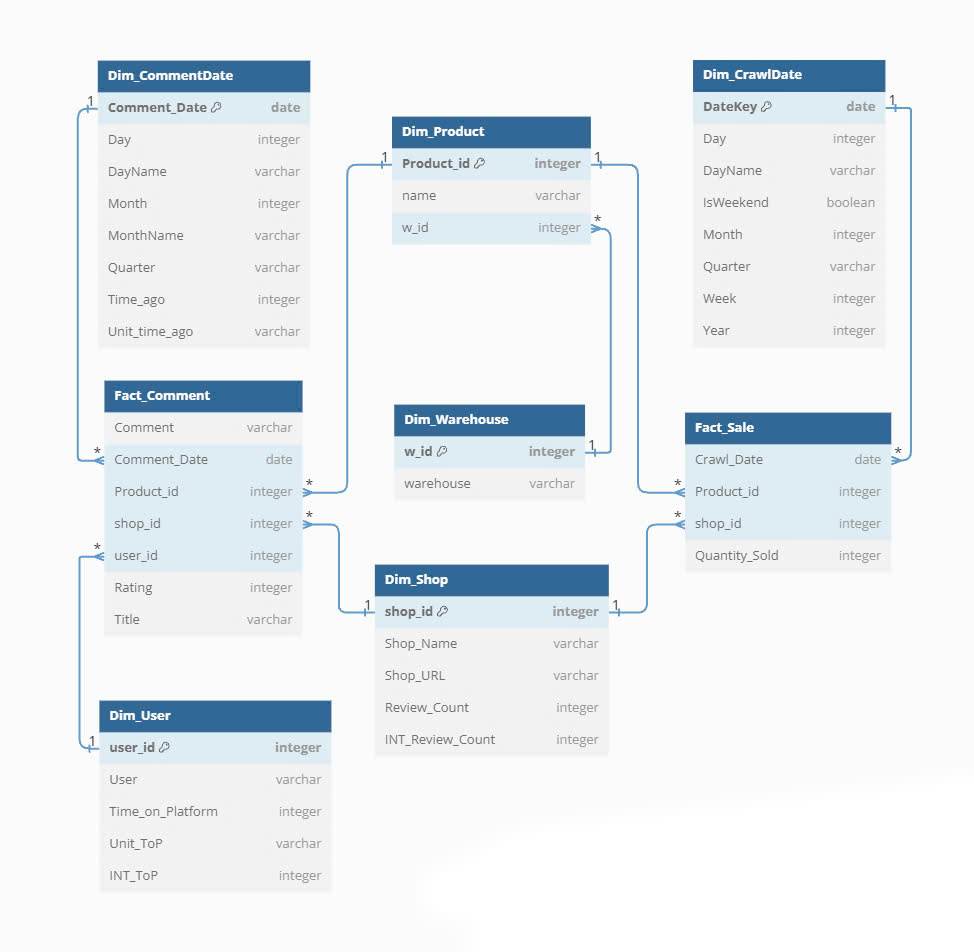 Dim_CommentDate
Comment_Date date
Day integer
DayName varchar
Month integer
MonthName varchar
Quarter varchar
Time_ago integer
Unit_time_ago varchar
1
*
Dim_Product
Product_id integer
name varchar
w_id integer
1
1
*
Dim_CrawlDate
DateKey date
Day integer
DayName varchar
IsWeekend boolean
Month integer
Quarter varchar
Week integer
Year integer
1
*
Fact_Comment
Comment varchar
Comment_Date date
Product_id integer
shop_id integer
user_id integer
Rating integer
Title varchar
*
*
*
Dim_Warehouse
w_id integer
warehouse varchar
1
Fact_Sale
Crawl_Date date
Product_id integer
shop_id integer
Quantity_Sold integer
*
*
Dim_Shop
shop_id integer
Shop_Name varchar
Shop_URL varchar
Review_Count integer
INT_Review_Count integer
1
1
Dim_User
user_id integer
User varchar
Time_on_Platform integer
Unit_ToP varchar
INT_ToP integer
1